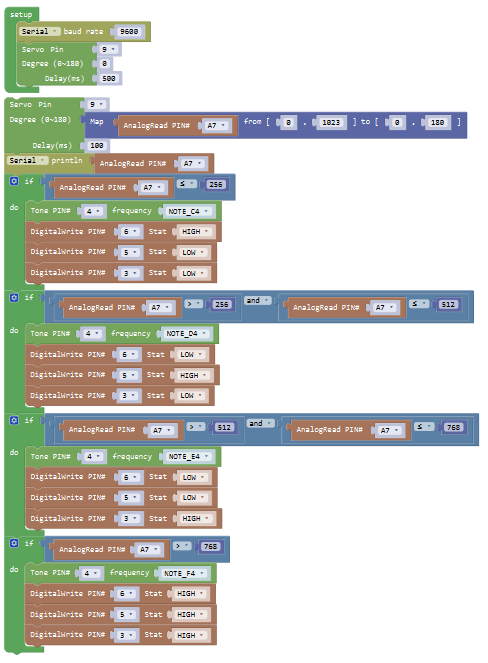 setup
Serial baud rate 9600
Servo Pin 9
Degree (0~180) 0
Delay(ms) 500
Servo Pin 9
Degree (0~180) Map AnalogRead PIN# A7 from [ 0 , 1023 ] to [ 0 , 180 ]
Delay(ms) 100
Serial println AnalogRead PIN# A7
if AnalogRead PIN# A7 ≤ 256
do Tone PIN# 4 frequency NOTE_C4
DigitalWrite PIN# 6 Stat HIGH
DigitalWrite PIN# 5 Stat LOW
DigitalWrite PIN# 3 Stat LOW
if AnalogRead PIN# A7 > 256 and AnalogRead PIN# A7 ≤ 512
do Tone PIN# 4 frequency NOTE_D4
DigitalWrite PIN# 6 Stat LOW
DigitalWrite PIN# 5 Stat HIGH
DigitalWrite PIN# 3 Stat LOW
if AnalogRead PIN# A7 > 512 and AnalogRead PIN# A7 ≤ 768
do Tone PIN# 4 frequency NOTE_E4
DigitalWrite PIN# 6 Stat LOW
DigitalWrite PIN# 5 Stat LOW
DigitalWrite PIN# 3 Stat HIGH
if AnalogRead PIN# A7 > 768
do Tone PIN# 4 frequency NOTE_F4
DigitalWrite PIN# 6 Stat HIGH
DigitalWrite PIN# 5 Stat HIGH
DigitalWrite PIN# 3 Stat HIGH